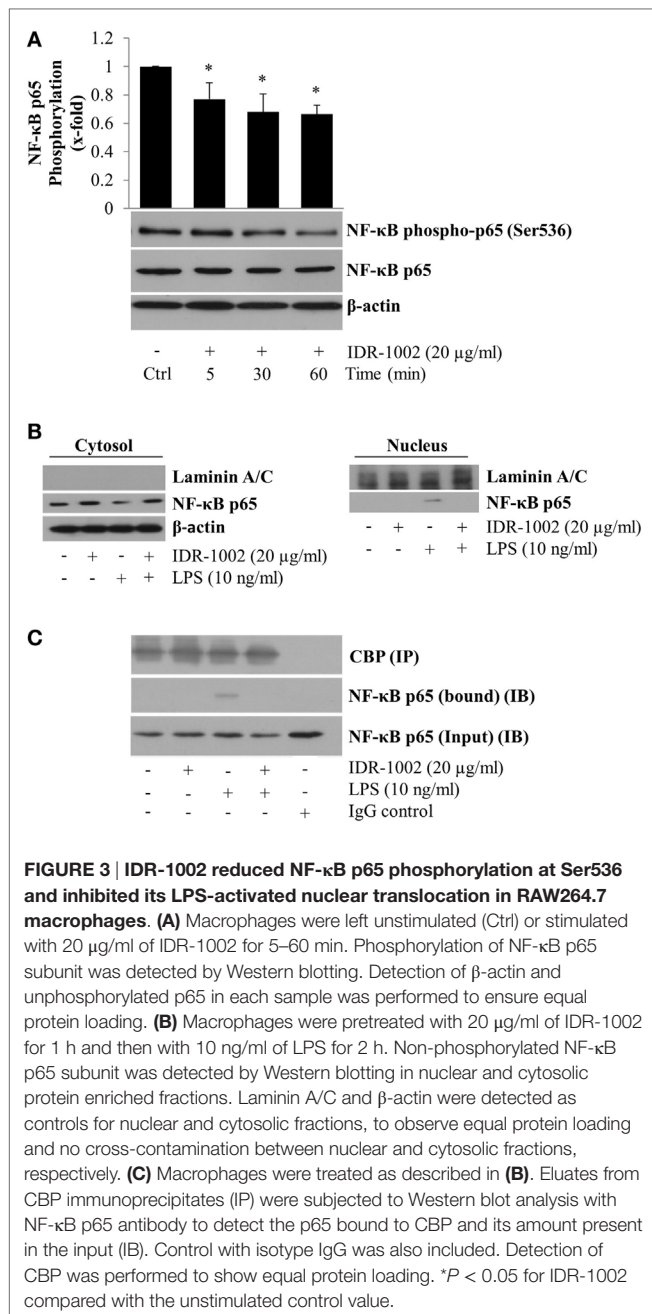 A
1.2
1
0.8
0.6
0.4
0.2
0
NF-κB p65
Phosphorylation
(x-fold)
* * *
NF-κB phospho-p65 (Ser536)
NF-κB p65
β-actin
- + + + IDR-1002 (20 µg/ml)
Ctrl 5 30 60 Time (min)
B
Cytosol
Laminin A/C
NF-κB p65
β-actin
- + - + IDR-1002 (20 µg/ml)
- - + + LPS (10 ng/ml)
Nucleus
Laminin A/C
NF-κB p65
- + - + IDR-1002 (20 µg/ml)
- - + + LPS (10 ng/ml)
C
CBP (IP)
NF-κB p65 (bound) (IB)
NF-κB p65 (Input) (IB)
- + - + - IDR-1002 (20 µg/ml)
- - + + - LPS (10 ng/ml)
- - - - + IgG control
FIGURE 3 | IDR-1002 reduced NF-κB p65 phosphorylation at Ser536
and inhibited its LPS-activated nuclear translocation in RAW264.7
macrophages. (A) Macrophages were left unstimulated (Ctrl) or stimulated
with 20 µg/ml of IDR-1002 for 5–60 min. Phosphorylation of NF-κB p65
subunit was detected by Western blotting. Detection of β-actin and
unphosphorylated p65 in each sample was performed to ensure equal
protein loading. (B) Macrophages were pretreated with 20 µg/ml of IDR-1002
for 1 h and then with 10 ng/ml of LPS for 2 h. Non-phosphorylated NF-κB
p65 subunit was detected by Western blotting in nuclear and cytosolic
protein enriched fractions. Laminin A/C and β-actin were detected as
controls for nuclear and cytosolic fractions, to observe equal protein loading
and no cross-contamination between nuclear and cytosolic fractions,
respectively. (C) Macrophages were treated as described in (B). Eluates from
CBP immunoprecipitates (IP) were subjected to Western blot analysis with
NF-κB p65 antibody to detect the p65 bound to CBP and its amount present
in the input (IB). Control with isotype IgG was also included. Detection of
CBP was performed to show equal protein loading. *P < 0.05 for IDR-1002
compared with the unstimulated control value.